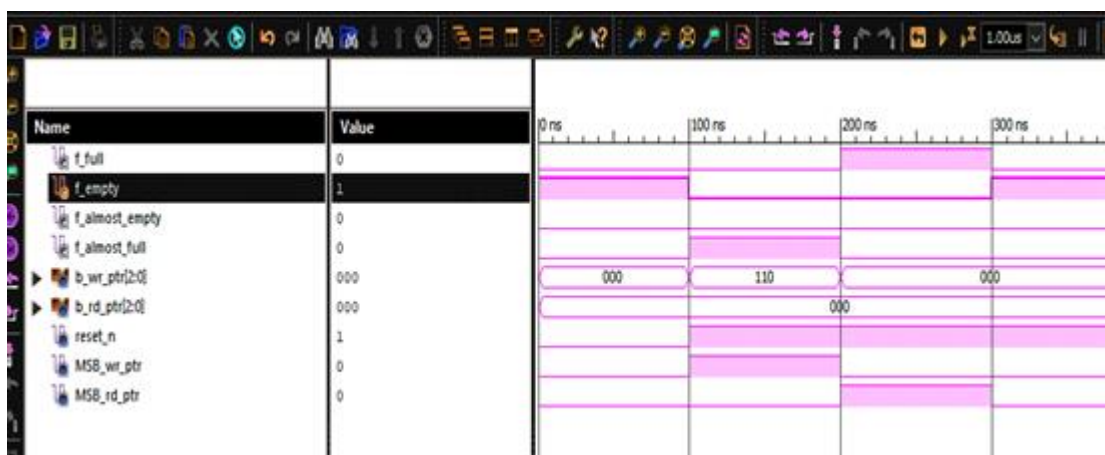 1.00us
Name Value 0 ns 100 ns 200 ns 300 ns
f_full 0
f_empty 1
f_almost_empty 0
f_almost_full 0
b_wr_ptr[2:0] 000 000 110 000
b_rd_ptr[2:0] 000 000
reset_n 1
MSB_wr_ptr 0
MSB_rd_ptr 0